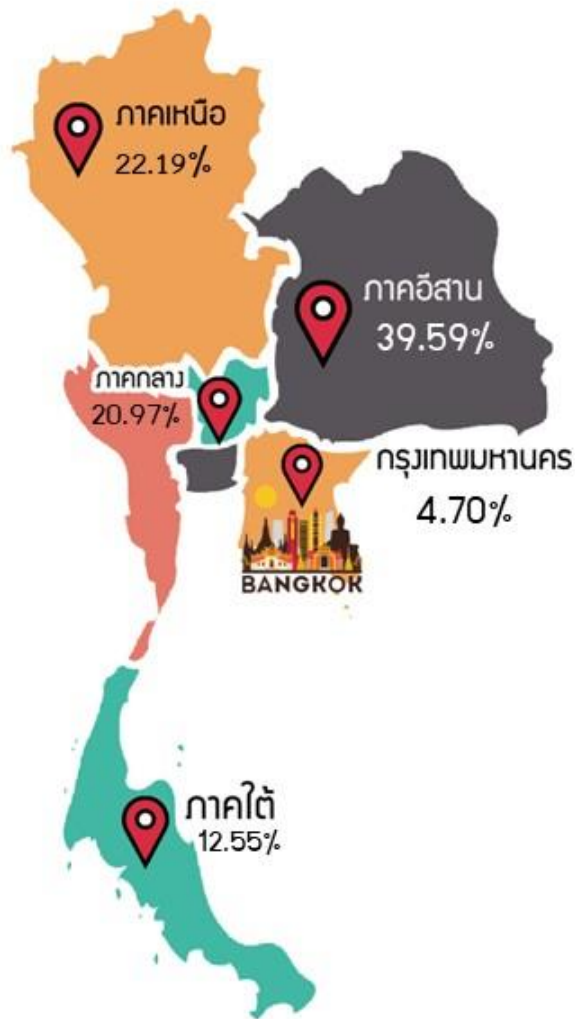 ภาคเหนือ
22.19%
ภาคอีสาน
39.59%
ภาคกลาง
20.97%
กรุงเทพมหานคร
4.70%
BANGKOK
ภาคใต้
12.55%